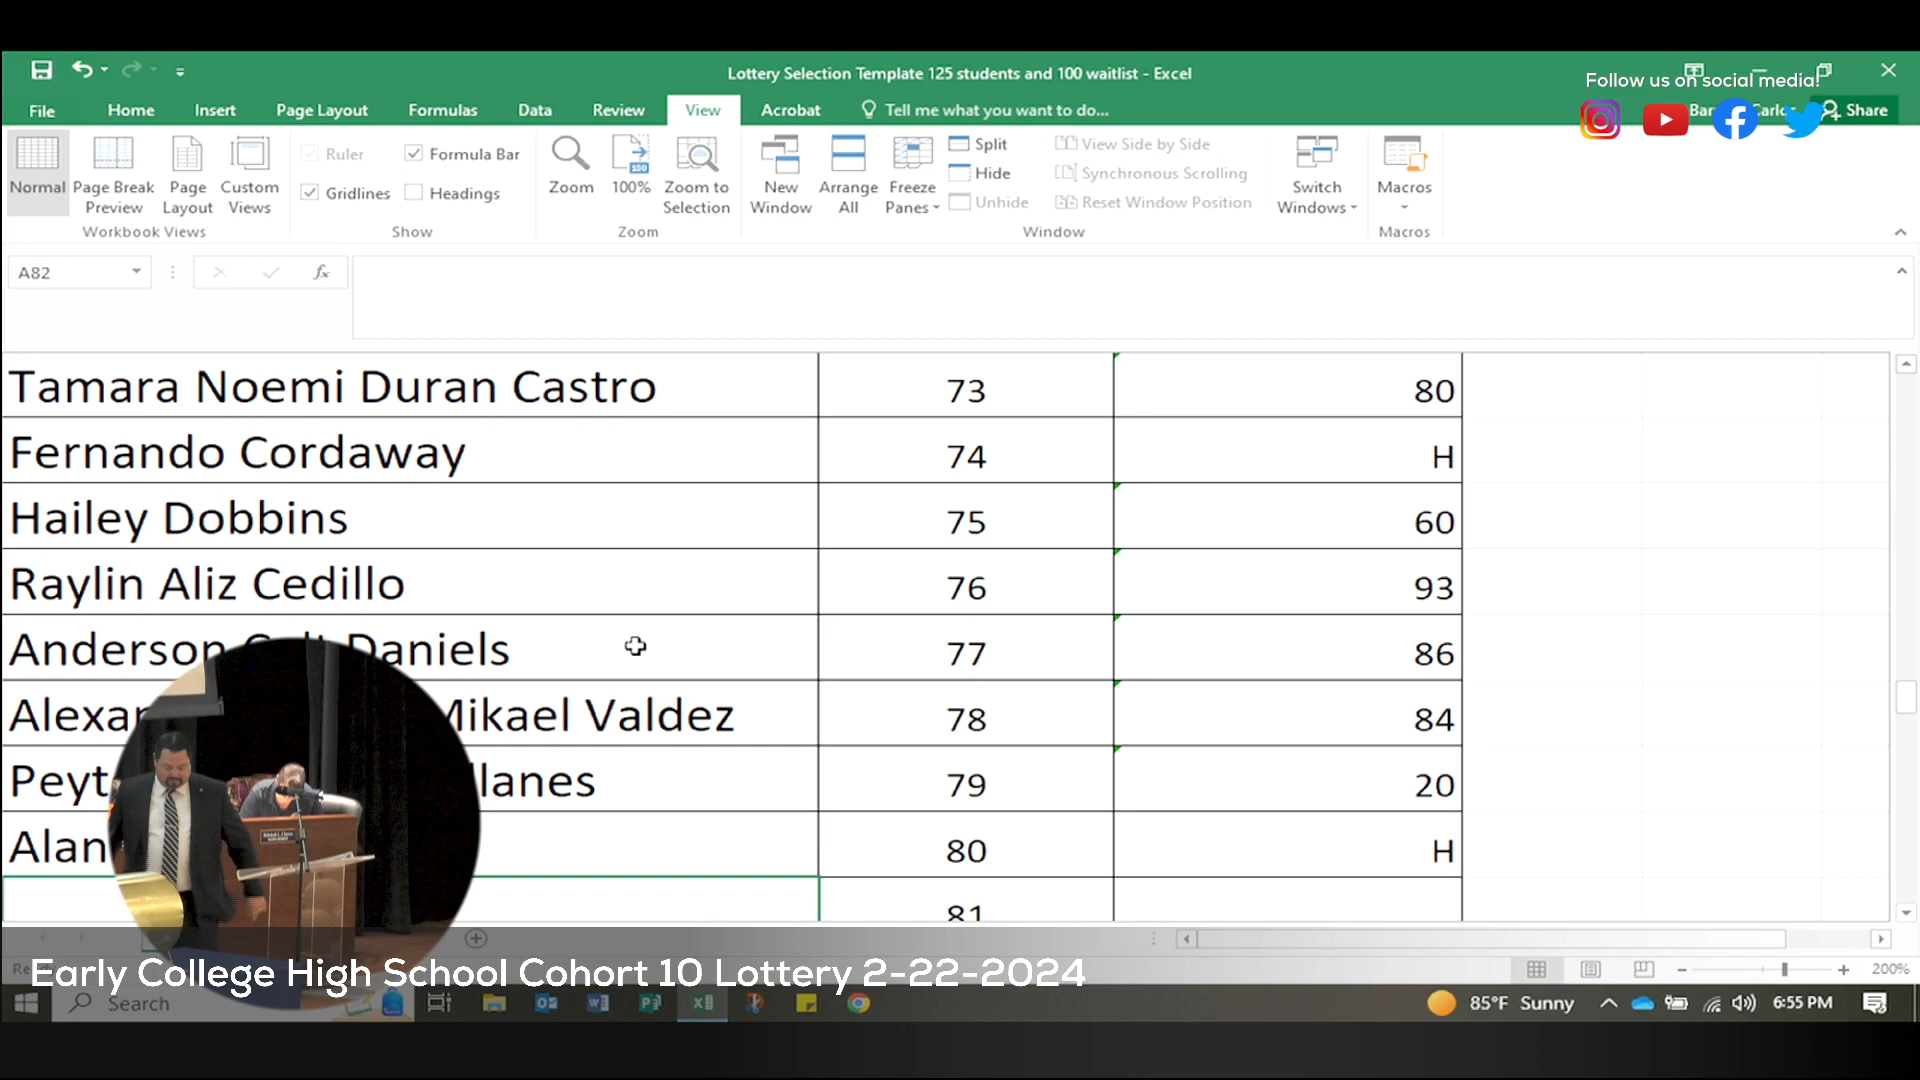 Lottery Selection Template 125 students and 100 waitlist - Excel
Follow us on social media!
File Home Insert Page Layout Formulas Data Review View Acrobat Tell me what you want to do... Share
Normal Page Break Preview Page Layout Custom Views
Workbook Views
Ruler Formula Bar
Gridlines Headings
Show
Zoom 100% Zoom to Selection
Zoom
New Window Arrange All Freeze Panes
Split View Side by Side
Hide Synchronous Scrolling
Unhide Reset Window Position
Window
Switch Windows
Macros
Macros
A82 fx
Tamara Noemi Duran Castro 73 80
Fernando Cordaway 74 H
Hailey Dobbins 75 60
Raylin Aliz Cedillo 76 93
Anderson Daniels 77 86
Mikael Valdez 78 84
79 20
Alan 80 H
81
Early College High School Cohort 10 Lottery 2-22-2024
200%
Search
85°F Sunny 6:55 PM